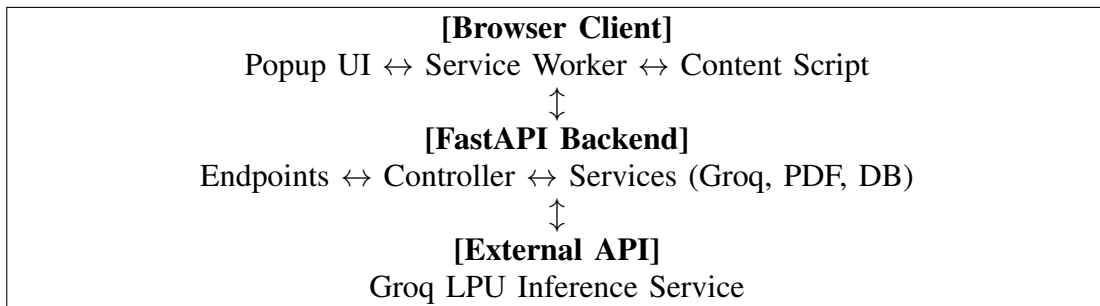 [Browser Client]
Popup UI ↔ Service Worker ↔ Content Script
↕
[FastAPI Backend]
Endpoints ↔ Controller ↔ Services (Groq, PDF, DB)
↕
[External API]
Groq LPU Inference Service